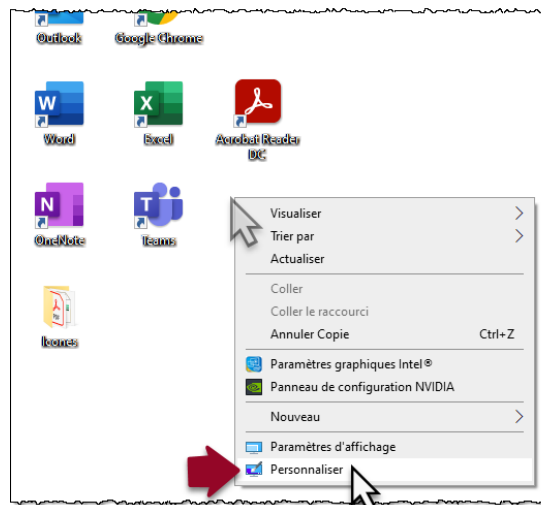 Outlook
Google Chrome
Word
Excel
Acrobat Reader
DC
OneNote
Teams
Icones
Visualiser
Trier par
Actualiser
Coller
Coller le raccourci
Annuler Copie Ctrl+Z
Paramètres graphiques Intel®
Panneau de configuration NVIDIA
Nouveau
Paramètres d'affichage
Personnaliser